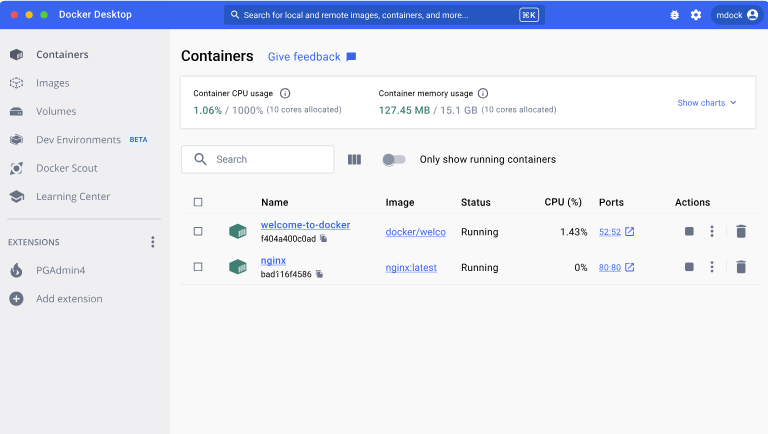 Docker Desktop
Search for local and remote images, containers, and more...
⌘K
mdock
Containers
Images
Volumes
Dev Environments BETA
Docker Scout
Learning Center
EXTENSIONS
PGAdmin4
Add extension
Containers Give feedback
Container CPU usage
1.06% / 1000% (10 cores allocated)
Container memory usage
127.45 MB / 15.1 GB (10 cores allocated)
Show charts
Search
Only show running containers
Name Image Status CPU (%) Ports Actions
welcome-to-docker docker/welco Running 1.43% 52:52
f404a400c0ad
nginx nginx:latest Running 0% 80:80
bad116f4586